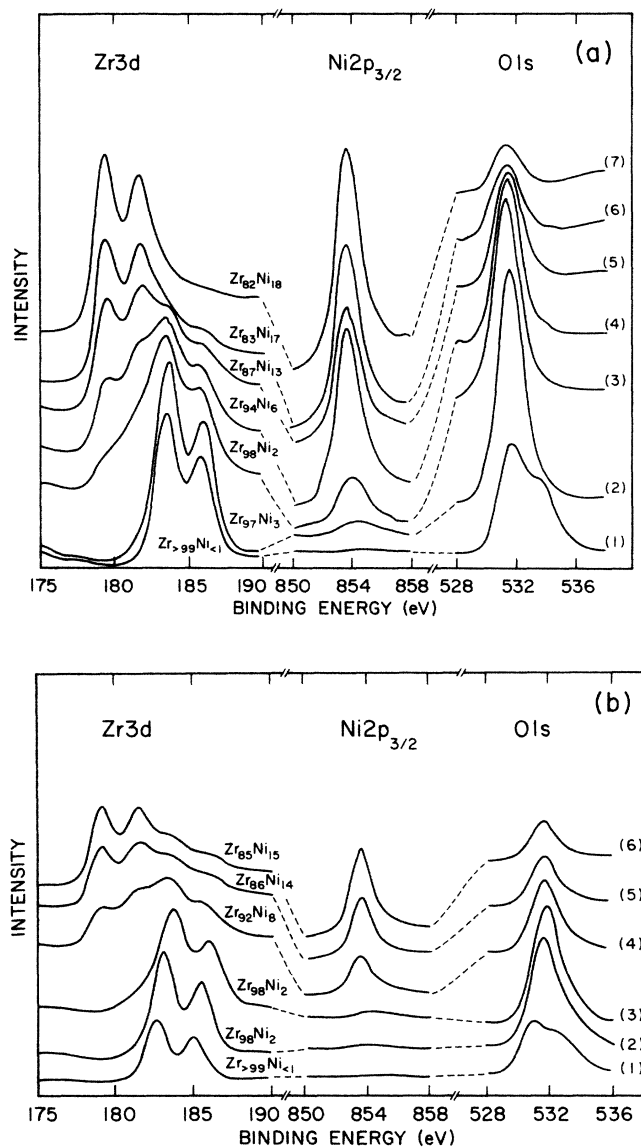 (a)
Zr3d Ni2p3/2 O1s
INTENSITY
Zr82Ni18
Zr83Ni17
Zr87Ni13
Zr94Ni6
Zr98Ni2
Zr97Ni3
Zr>99Ni<1
(7)
(6)
(5)
(4)
(3)
(2)
(1)
175 180 185 190 850 854 858 528 532 536
BINDING ENERGY (eV)
(b)
Zr3d Ni2p3/2 O1s
INTENSITY
Zr85Ni15
Zr86Ni14
Zr92Ni8
Zr98Ni2
Zr98Ni2
Zr>99Ni<1
(6)
(5)
(4)
(3)
(2)
(1)
175 180 185 190 850 854 858 528 532 536
BINDING ENERGY (eV)